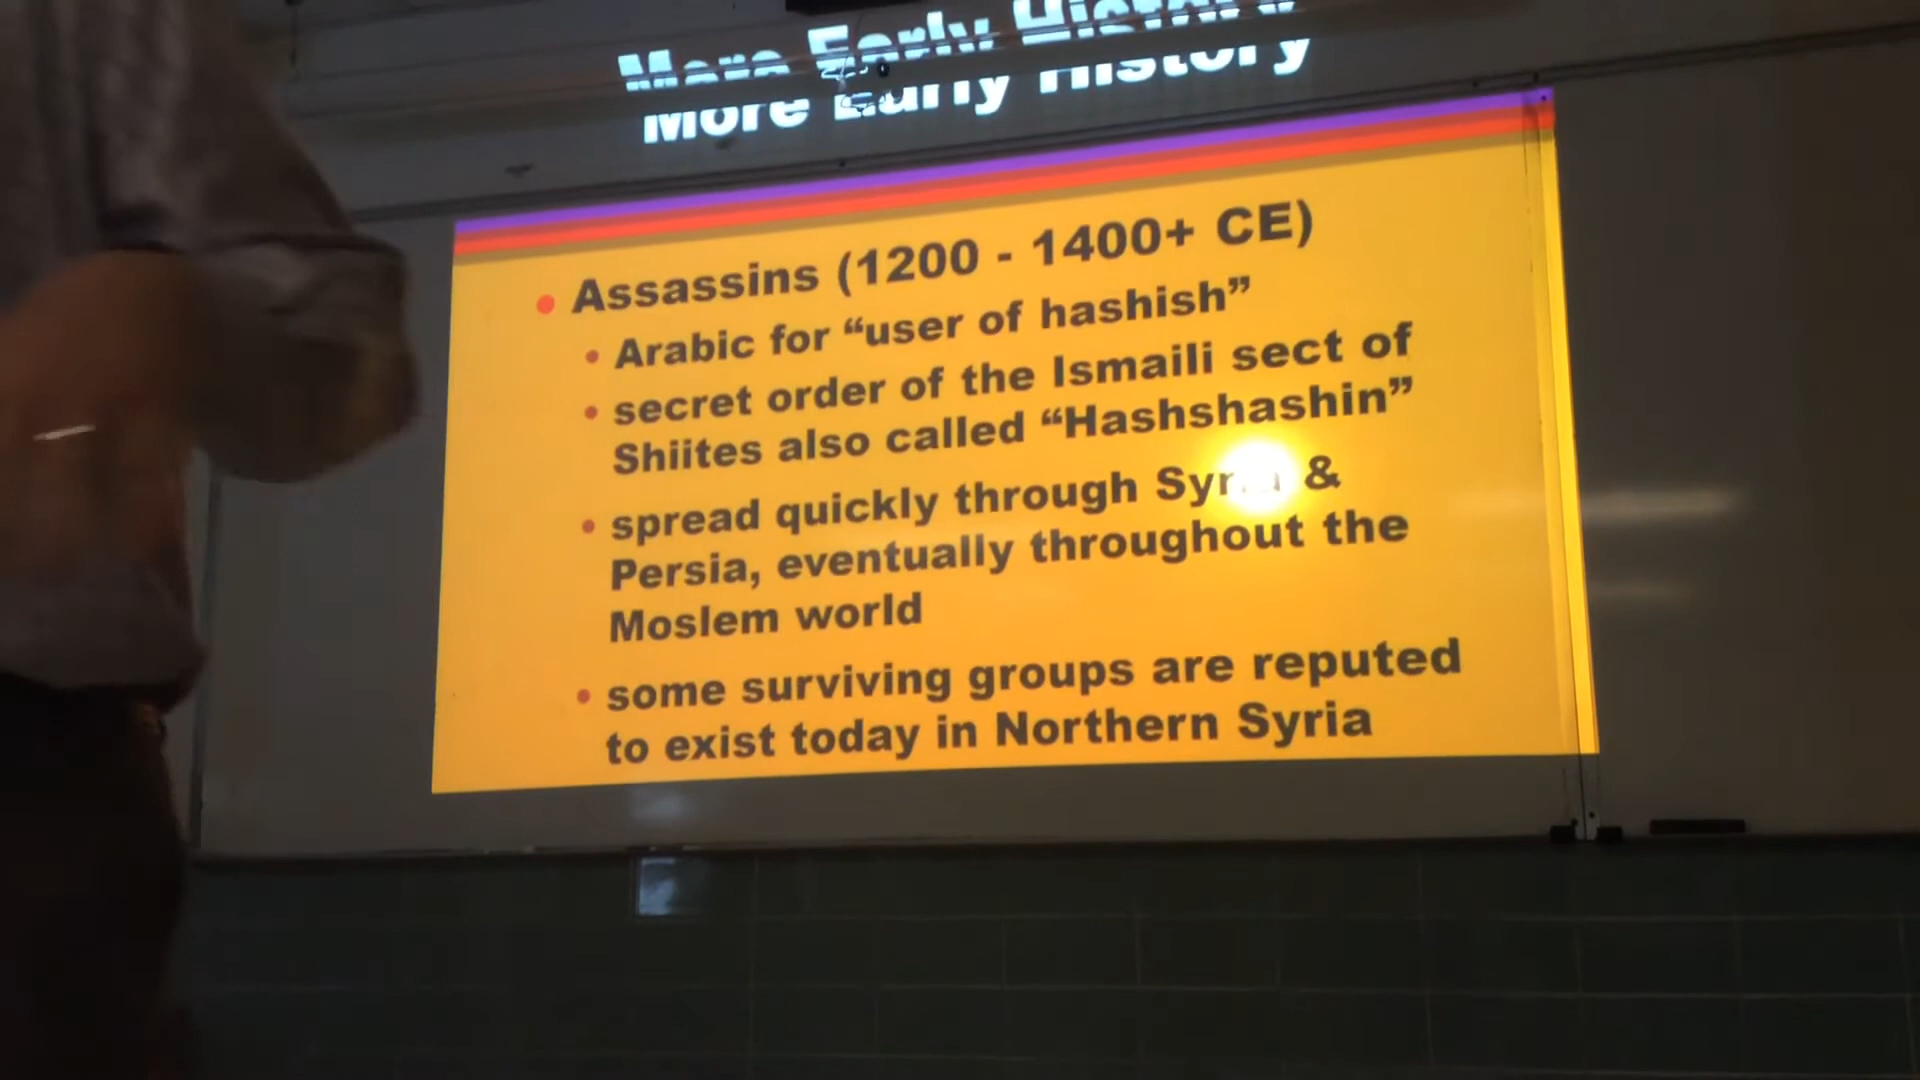 More Early History
• Assassins (1200 - 1400+ CE)
• Arabic for “user of hashish”
• secret order of the Ismaili sect of
Shiites also called “Hashshashin”
• spread quickly through Syria &
Persia, eventually throughout the
Moslem world
• some surviving groups are reputed
to exist today in Northern Syria